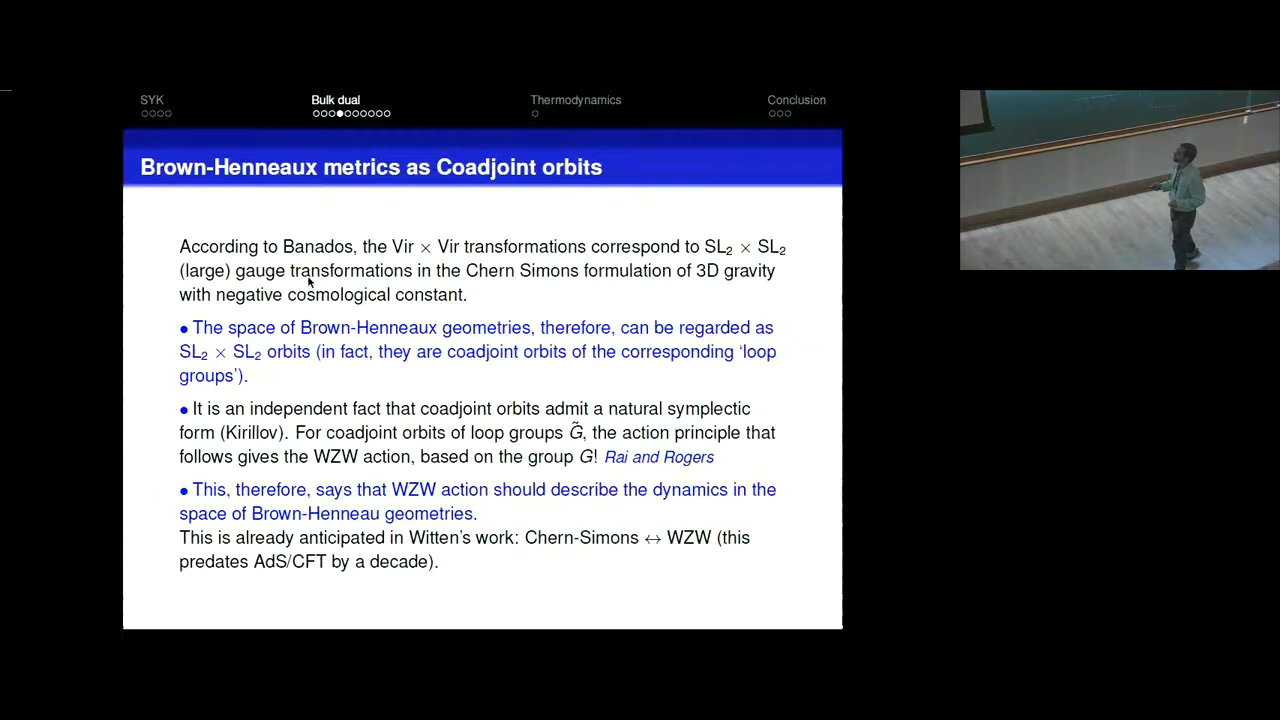 SYK Bulk dual Thermodynamics Conclusion
Brown-Henneaux metrics as Coadjoint orbits
According to Banados, the Vir × Vir transformations correspond to SL₂ × SL₂
(large) gauge transformations in the Chern Simons formulation of 3D gravity
with negative cosmological constant.
• The space of Brown-Henneaux geometries, therefore, can be regarded as
SL₂ × SL₂ orbits (in fact, they are coadjoint orbits of the corresponding ‘loop
groups’).
• It is an independent fact that coadjoint orbits admit a natural symplectic
form (Kirillov). For coadjoint orbits of loop groups G̃, the action principle that
follows gives the WZW action, based on the group G! Rai and Rogers
• This, therefore, says that WZW action should describe the dynamics in the
space of Brown-Henneau geometries.
This is already anticipated in Witten's work: Chern-Simons ↔ WZW (this
predates AdS/CFT by a decade).